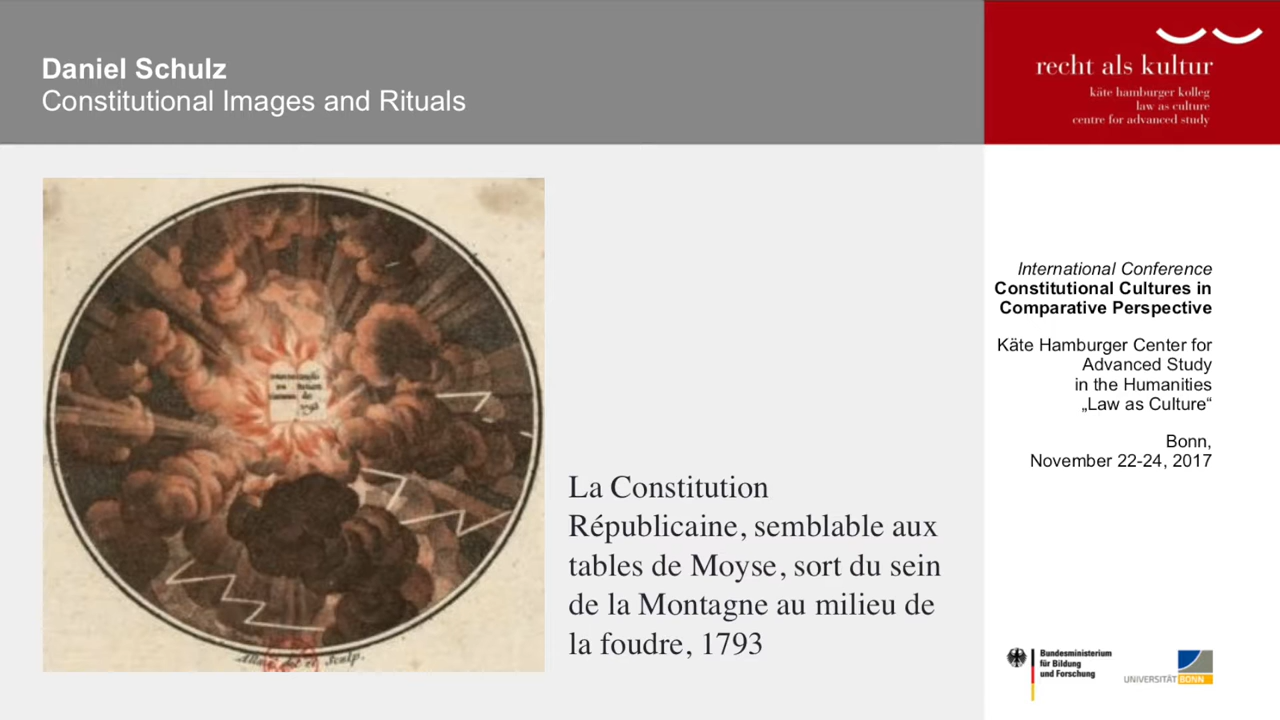 Daniel Schulz
Constitutional Images and Rituals
recht als kultur
käte hamburger kolleg
law as culture
centre for advanced study
La Constitution
Républicaine, semblable aux
tables de Moyse, sort du sein
de la Montagne au milieu de
la foudre, 1793
International Conference
Constitutional Cultures in
Comparative Perspective
Käte Hamburger Center for
Advanced Study
in the Humanities
„Law as Culture“
Bonn,
November 22-24, 2017
Bundesministerium
für Bildung
und Forschung
UNIVERSITÄT BONN